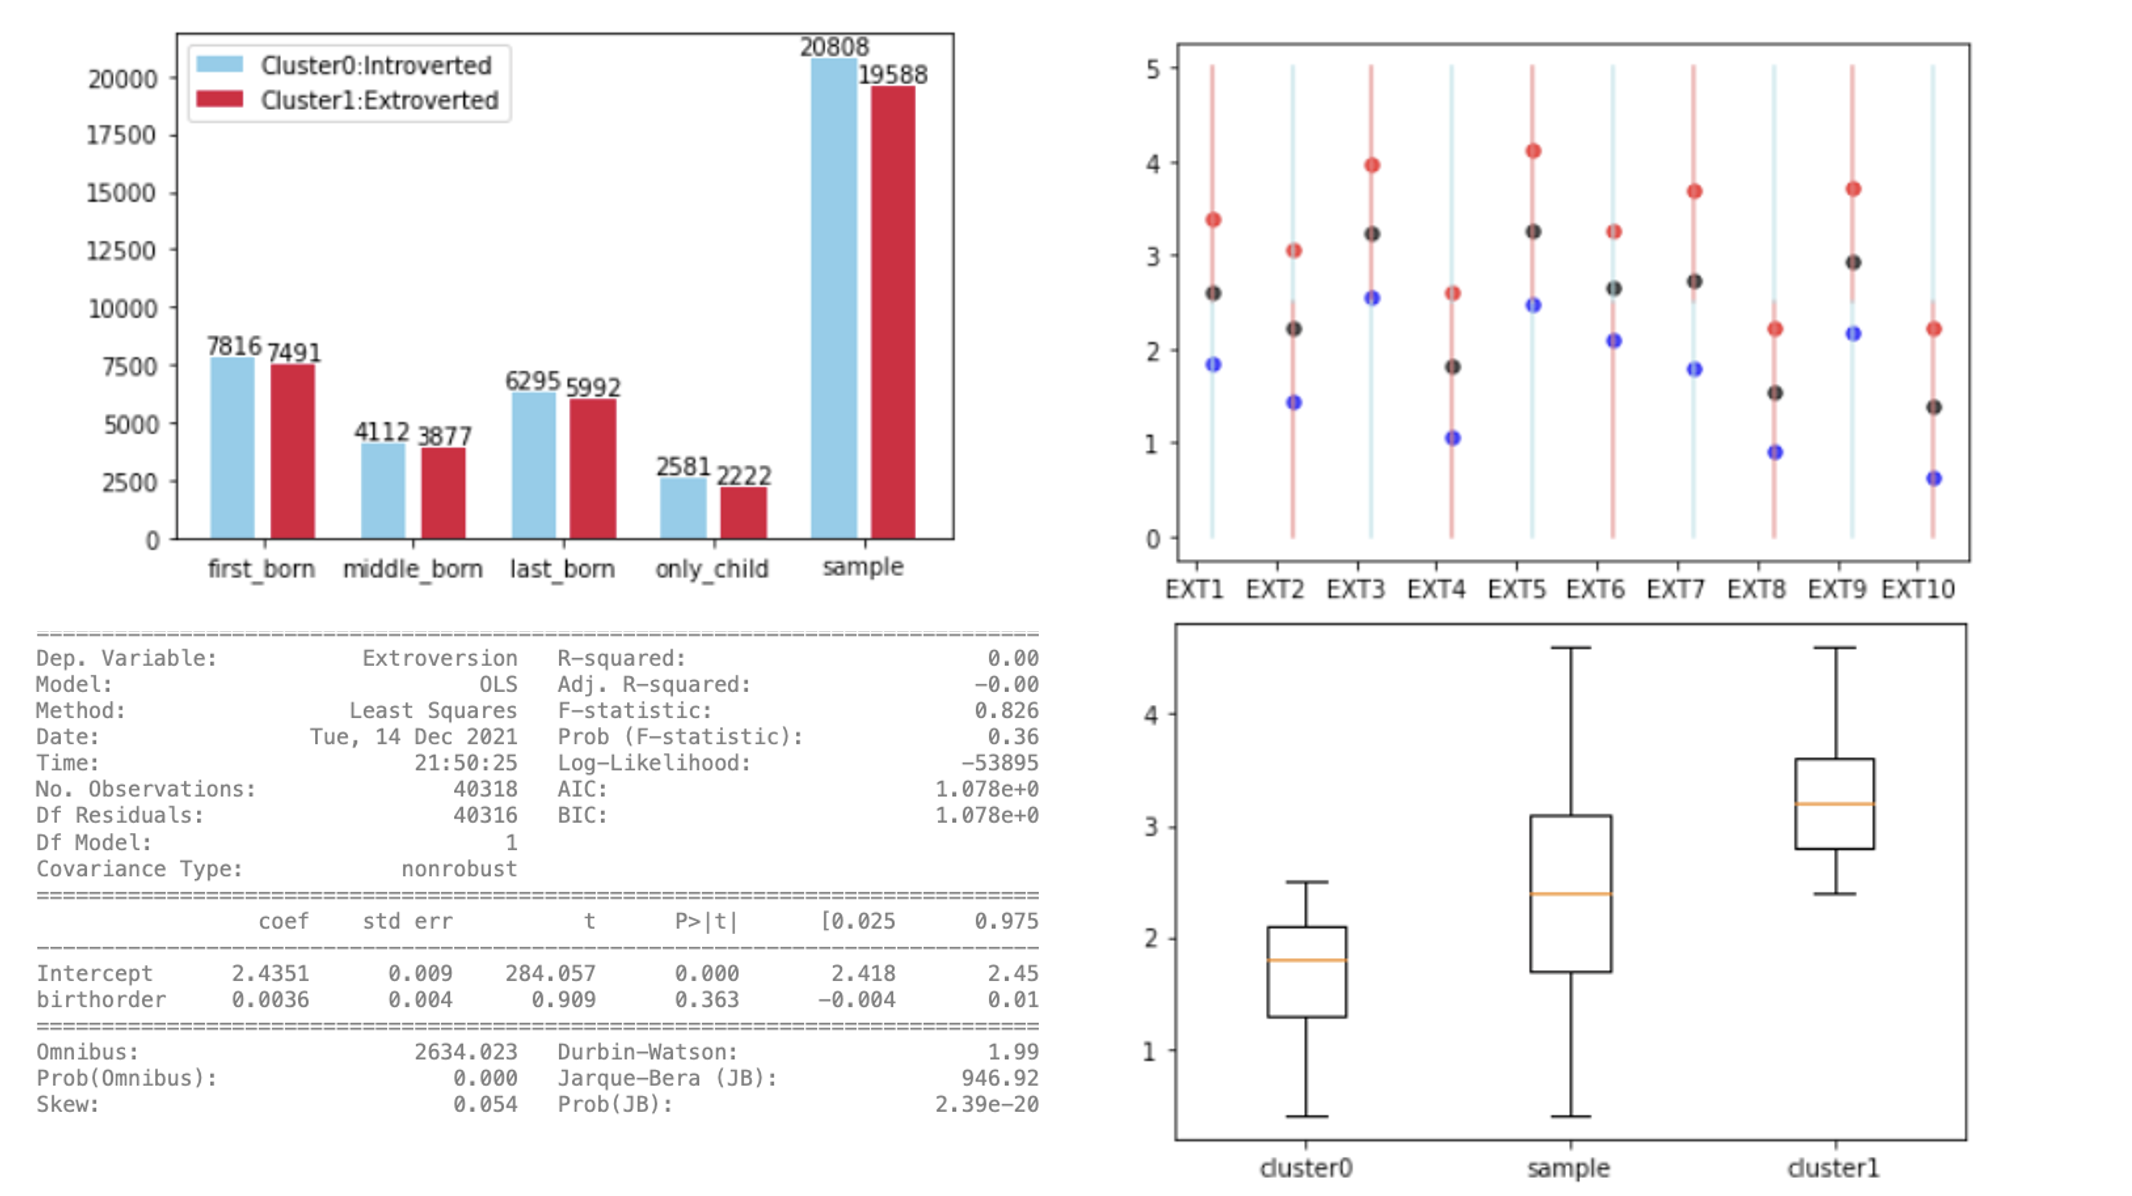 Cluster0:Introverted
Cluster1:Extroverted
20000
17500
15000
12500
10000
7500
5000
2500
0
7816 7491
4112 3877
6295 5992
2581 2222
20808
19588
first_born middle_born last_born only_child sample
5
4
3
2
1
0
EXT1 EXT2 EXT3 EXT4 EXT5 EXT6 EXT7 EXT8 EXT9 EXT10
Dep. Variable: Extroversion R-squared: 0.00
Model: OLS Adj. R-squared: -0.00
Method: Least Squares F-statistic: 0.826
Date: Tue, 14 Dec 2021 Prob (F-statistic): 0.36
Time: 21:50:25 Log-Likelihood: -53895
No. Observations: 40318 AIC: 1.078e+0
Df Residuals: 40316 BIC: 1.078e+0
Df Model: 1
Covariance Type: nonrobust
coef std err t P>|t| [0.025 0.975
Intercept 2.4351 0.009 284.057 0.000 2.418 2.45
birthorder 0.0036 0.004 0.909 0.363 -0.004 0.01
Omnibus: 2634.023 Durbin-Watson: 1.99
Prob(Omnibus): 0.000 Jarque-Bera (JB): 946.92
Skew: 0.054 Prob(JB): 2.39e-20
4
3
2
1
cluster0 sample cluster1